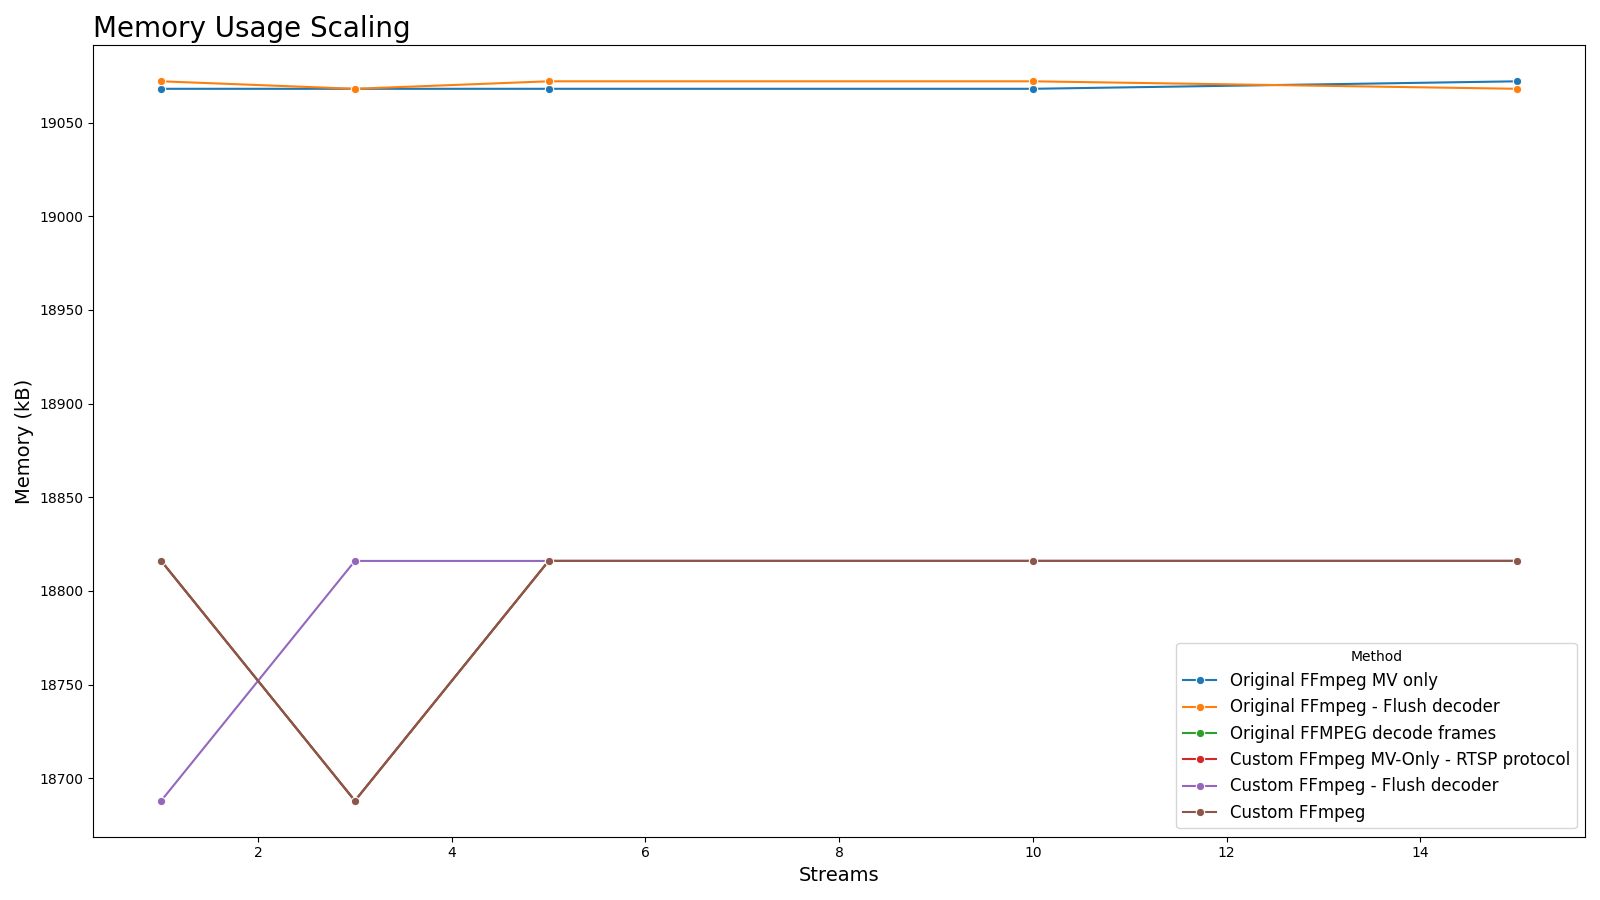 Memory Usage Scaling
Memory (kB)
19050
19000
18950
18900
18850
18800
18750
18700
2
4
6
8
10
12
14
Streams
Method
Original FFmpeg MV only
Original FFmpeg - Flush decoder
Original FFMPEG decode frames
Custom FFmpeg MV-Only - RTSP protocol
Custom FFmpeg - Flush decoder
Custom FFmpeg